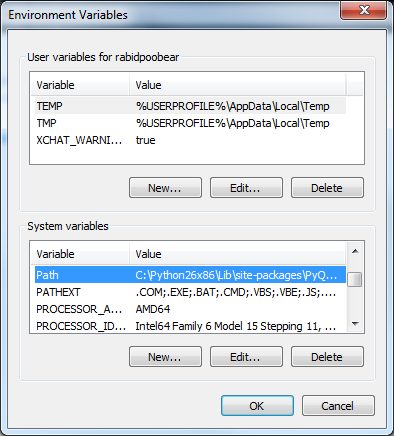 Environment Variables
User variables for rabidpoobear
Variable Value
TEMP %USERPROFILE%\AppData\Local\Temp
TMP %USERPROFILE%\AppData\Local\Temp
XCHAT_WARNI... true
New... Edit... Delete
System variables
Variable Value
Path C:\Python26x86\Lib\site-packages\PyQ...
PATHEXT .COM;.EXE;.BAT;.CMD;.VBS;.VBE;.JS;....
PROCESSOR_A... AMD64
PROCESSOR_ID... Intel64 Family 6 Model 15 Stepping 11, ...
New... Edit... Delete
OK Cancel